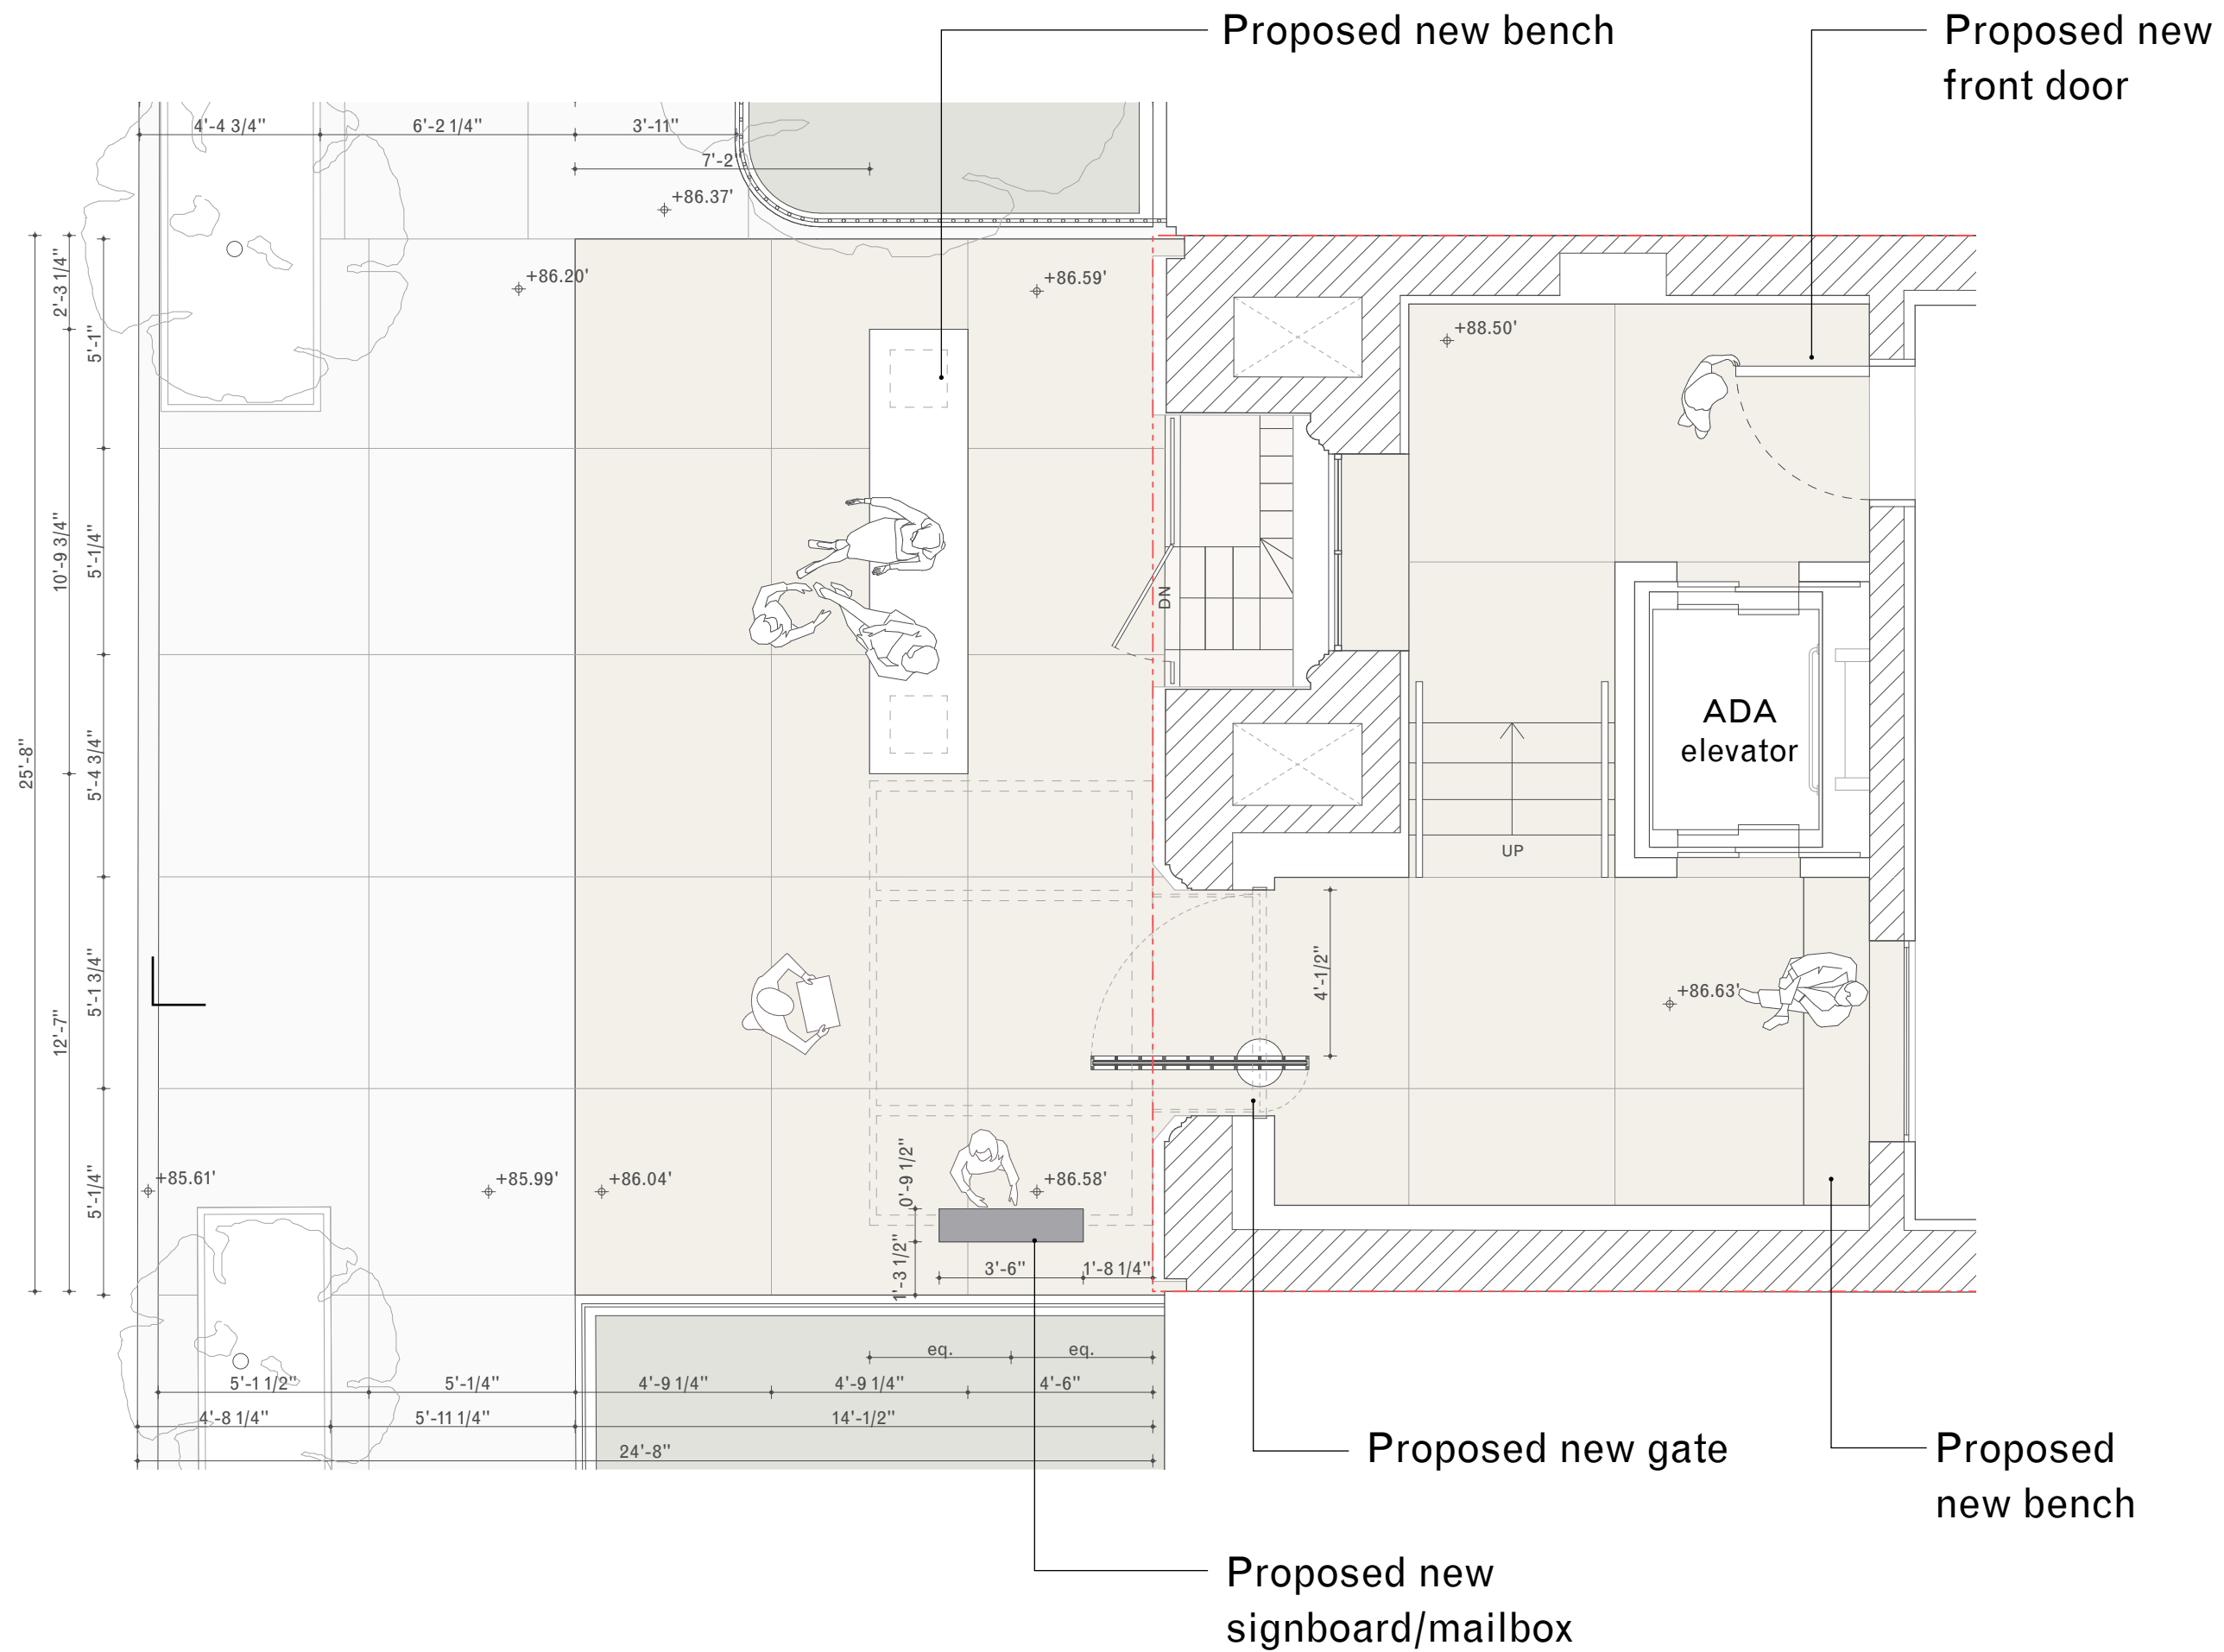 Proposed new bench
Proposed new
front door
4'-4 3/4"
6'-2 1/4"
3'-11"
7'-2"
+86.37'
+86.20'
+86.59'
+88.50'
2'-3 1/4"
5'-1"
10'-9 3/4"
5'-1/4"
DN
25'-8"
5'-4 3/4"
ADA
elevator
UP
12'-7"
5'-1 3/4"
4'-1/2"
+86.63'
5'-1/4"
+85.61'
+85.99'
+86.04'
0'-9 1/2"
+86.58'
1'-3 1/2"
3'-6"
1'-8 1/4"
eq.
eq.
5'-1 1/2"
5'-1/4"
4'-9 1/4"
4'-9 1/4"
4'-6"
4'-8 1/4"
5'-11 1/4"
14'-1/2"
24'-8"
Proposed new gate
Proposed
new bench
Proposed new
signboard/mailbox